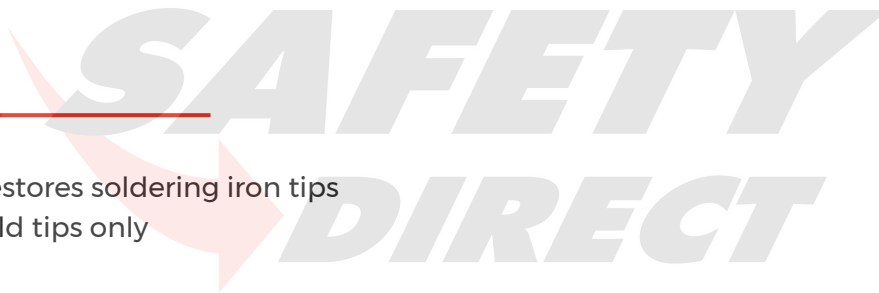 SAFETY
DIRECT
estores soldering iron tips
ld tips only